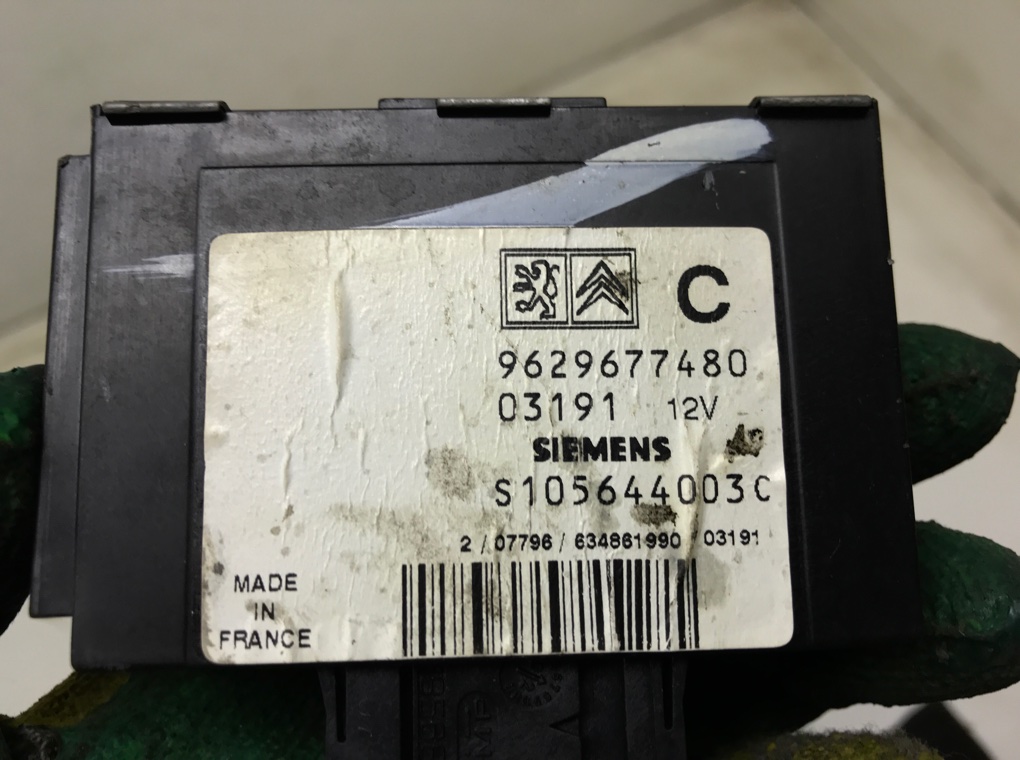 C
9629677480
03191 12V
SIEMENS
S105644003C
2 / 07796 / 634861990 / 03191
MADE
IN
FRANCE